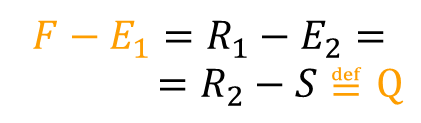 F − E₁ = R₁ − E₂ =
= R₂ − S ≝ Q